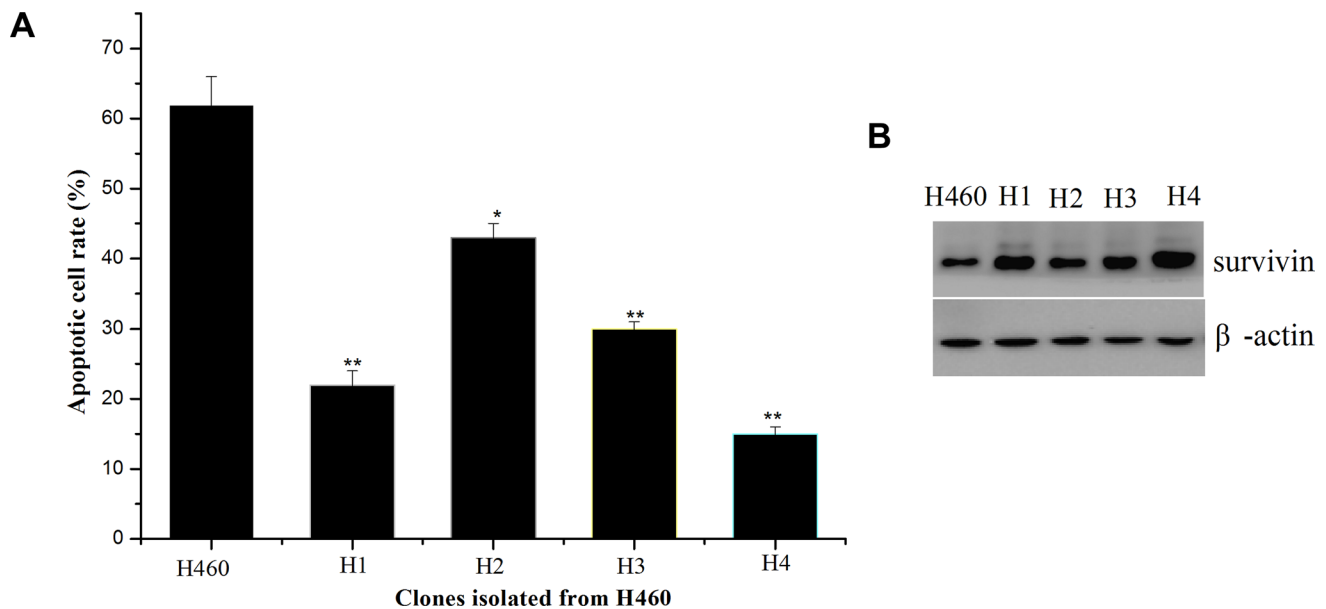 A
Apoptotic cell rate (%)
70
60
50
40
30
20
10
0
**
*
**
**
H460 H1 H2 H3 H4
Clones isolated from H460
B
H460 H1 H2 H3 H4
survivin
β -actin